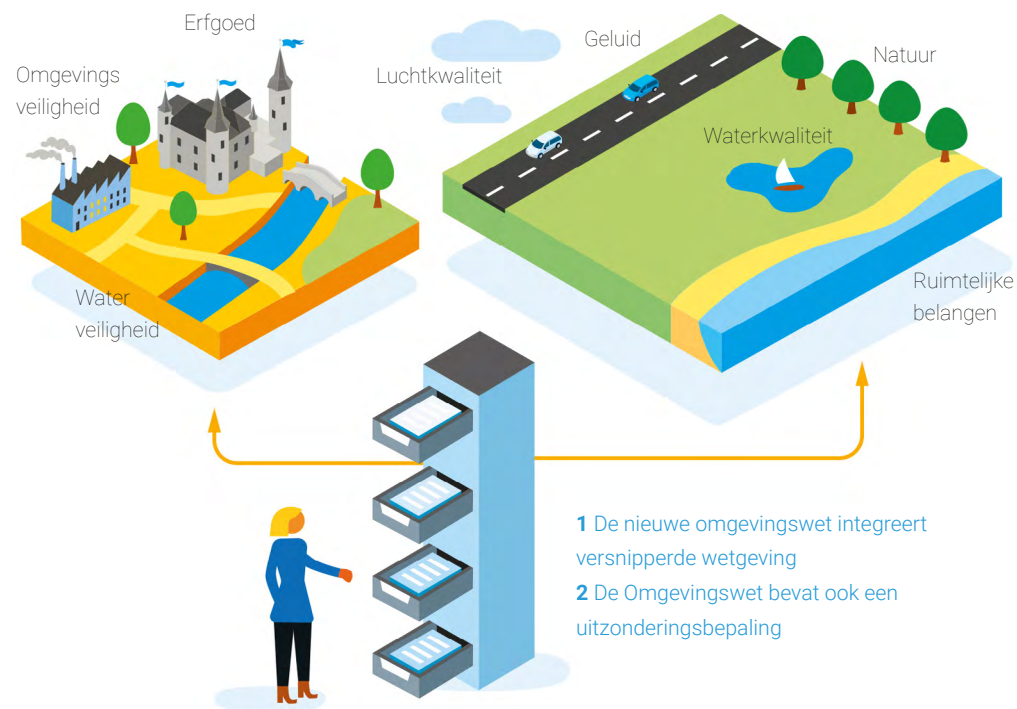 Erfgoed
Omgevings
veiligheid
Luchtkwaliteit
Geluid
Natuur
Waterkwaliteit
Water
veiligheid
Ruimtelijke
belangen
1 De nieuwe omgevingswet integreert
versnipperde wetgeving
2 De Omgevingswet bevat ook een
uitzonderingsbepaling